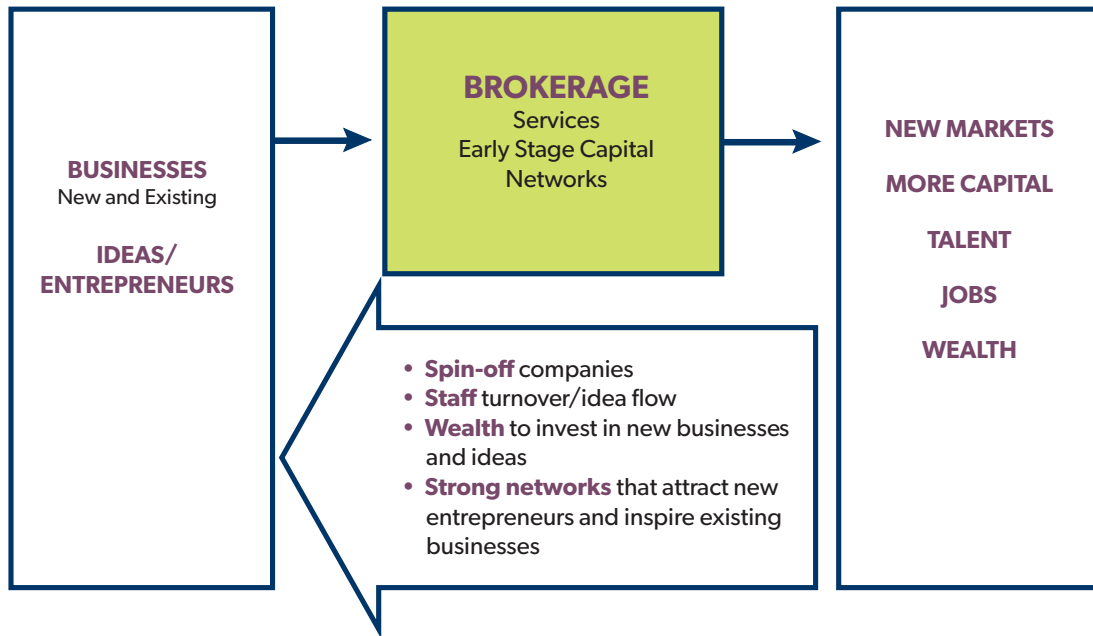 BUSINESSES
New and Existing
IDEAS/
ENTREPRENEURS
BROKERAGE
Services
Early Stage Capital
Networks
NEW MARKETS
MORE CAPITAL
TALENT
JOBS
WEALTH
• Spin-off companies
• Staff turnover/idea flow
• Wealth to invest in new businesses
and ideas
• Strong networks that attract new
entrepreneurs and inspire existing
businesses